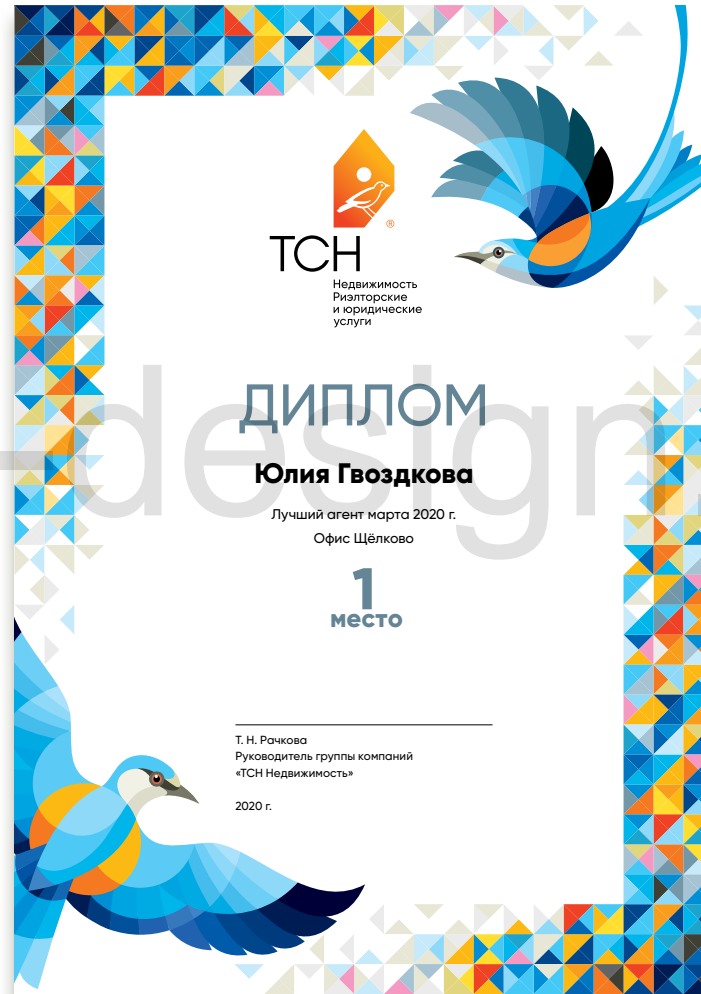 ТСН
®
Недвижимость
Риэлторские
и юридические
услуги
ДИПЛОМ
-design
Юлия Гвоздкова
Лучший агент марта 2020 г.
Офис Щёлково
1
место
Т. Н. Рачкова
Руководитель группы компаний
«ТСН Недвижимость»
2020 г.